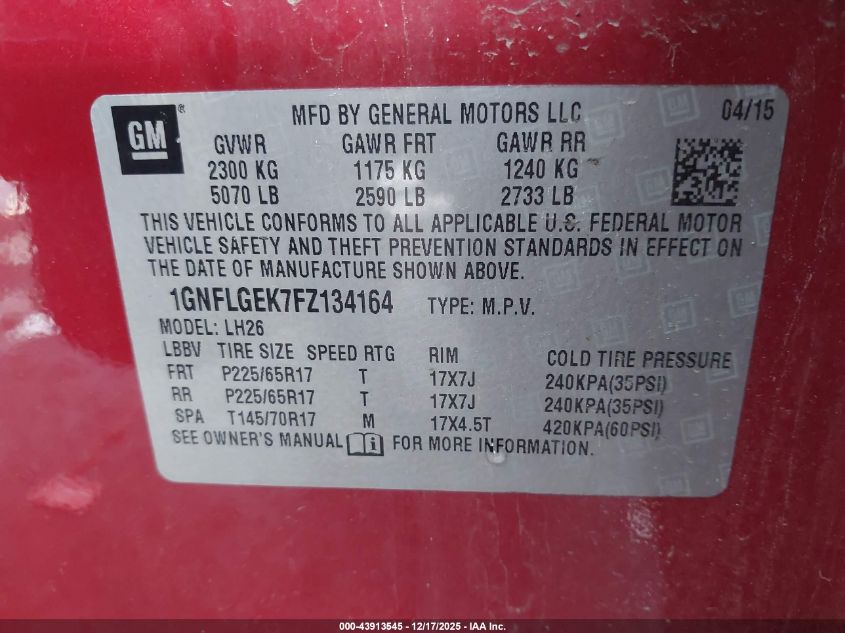 GM ® MFD BY GENERAL MOTORS LLC 04/15
GVWR GAWR FRT GAWR RR
2300 KG 1175 KG 1240 KG
5070 LB 2590 LB 2733 LB
THIS VEHICLE CONFORMS TO ALL APPLICABLE U.S. FEDERAL MOTOR
VEHICLE SAFETY AND THEFT PREVENTION STANDARDS IN EFFECT ON
THE DATE OF MANUFACTURE SHOWN ABOVE.
1GNFLGEK7FZ134164 TYPE: M.P.V.
MODEL: LH26
LBBV TIRE SIZE SPEED RTG RIM COLD TIRE PRESSURE
FRT P225/65R17 T 17X7J 240KPA(35PSI)
RR P225/65R17 T 17X7J 240KPA(35PSI)
SPA T145/70R17 M 17X4.5T 420KPA(60PSI)
SEE OWNER'S MANUAL FOR MORE INFORMATION.
000-43913545 - 12/17/2025 - IAA Inc.